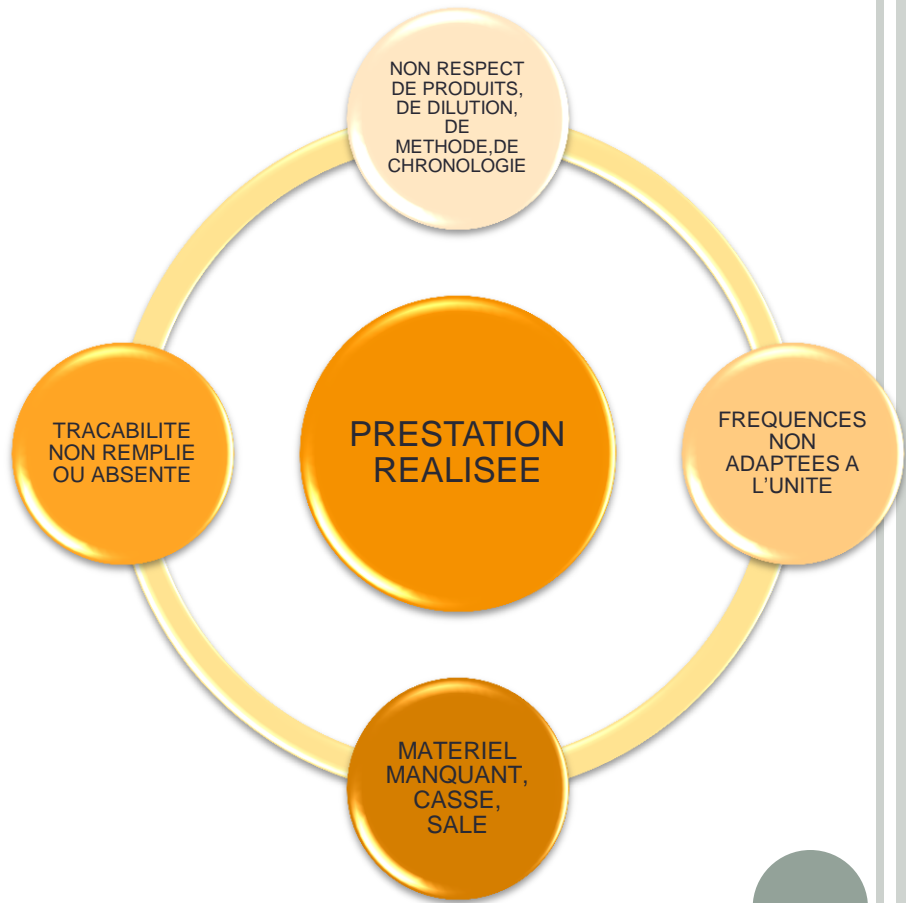 NON RESPECT
DE PRODUITS,
DE DILUTION,
DE
METHODE,DE
CHRONOLOGIE
TRACABILITE
NON REMPLIE
OU ABSENTE
PRESTATION
REALISEE
FREQUENCES
NON
ADAPTEES A
L’UNITE
MATERIEL
MANQUANT,
CASSE,
SALE